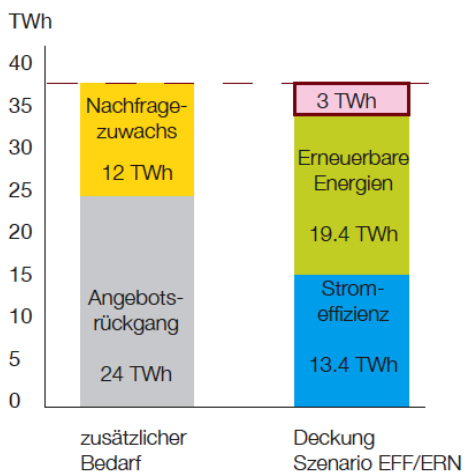 TWh
40
35
30
25
20
15
10
5
0
Nachfrage-
zuwachs
12 TWh
Angebots-
rückgang
24 TWh
3 TWh
Erneuerbare
Energien
19.4 TWh
Strom-
effizienz
13.4 TWh
zusätzlicher
Bedarf
Deckung
Szenario EFF/ERN